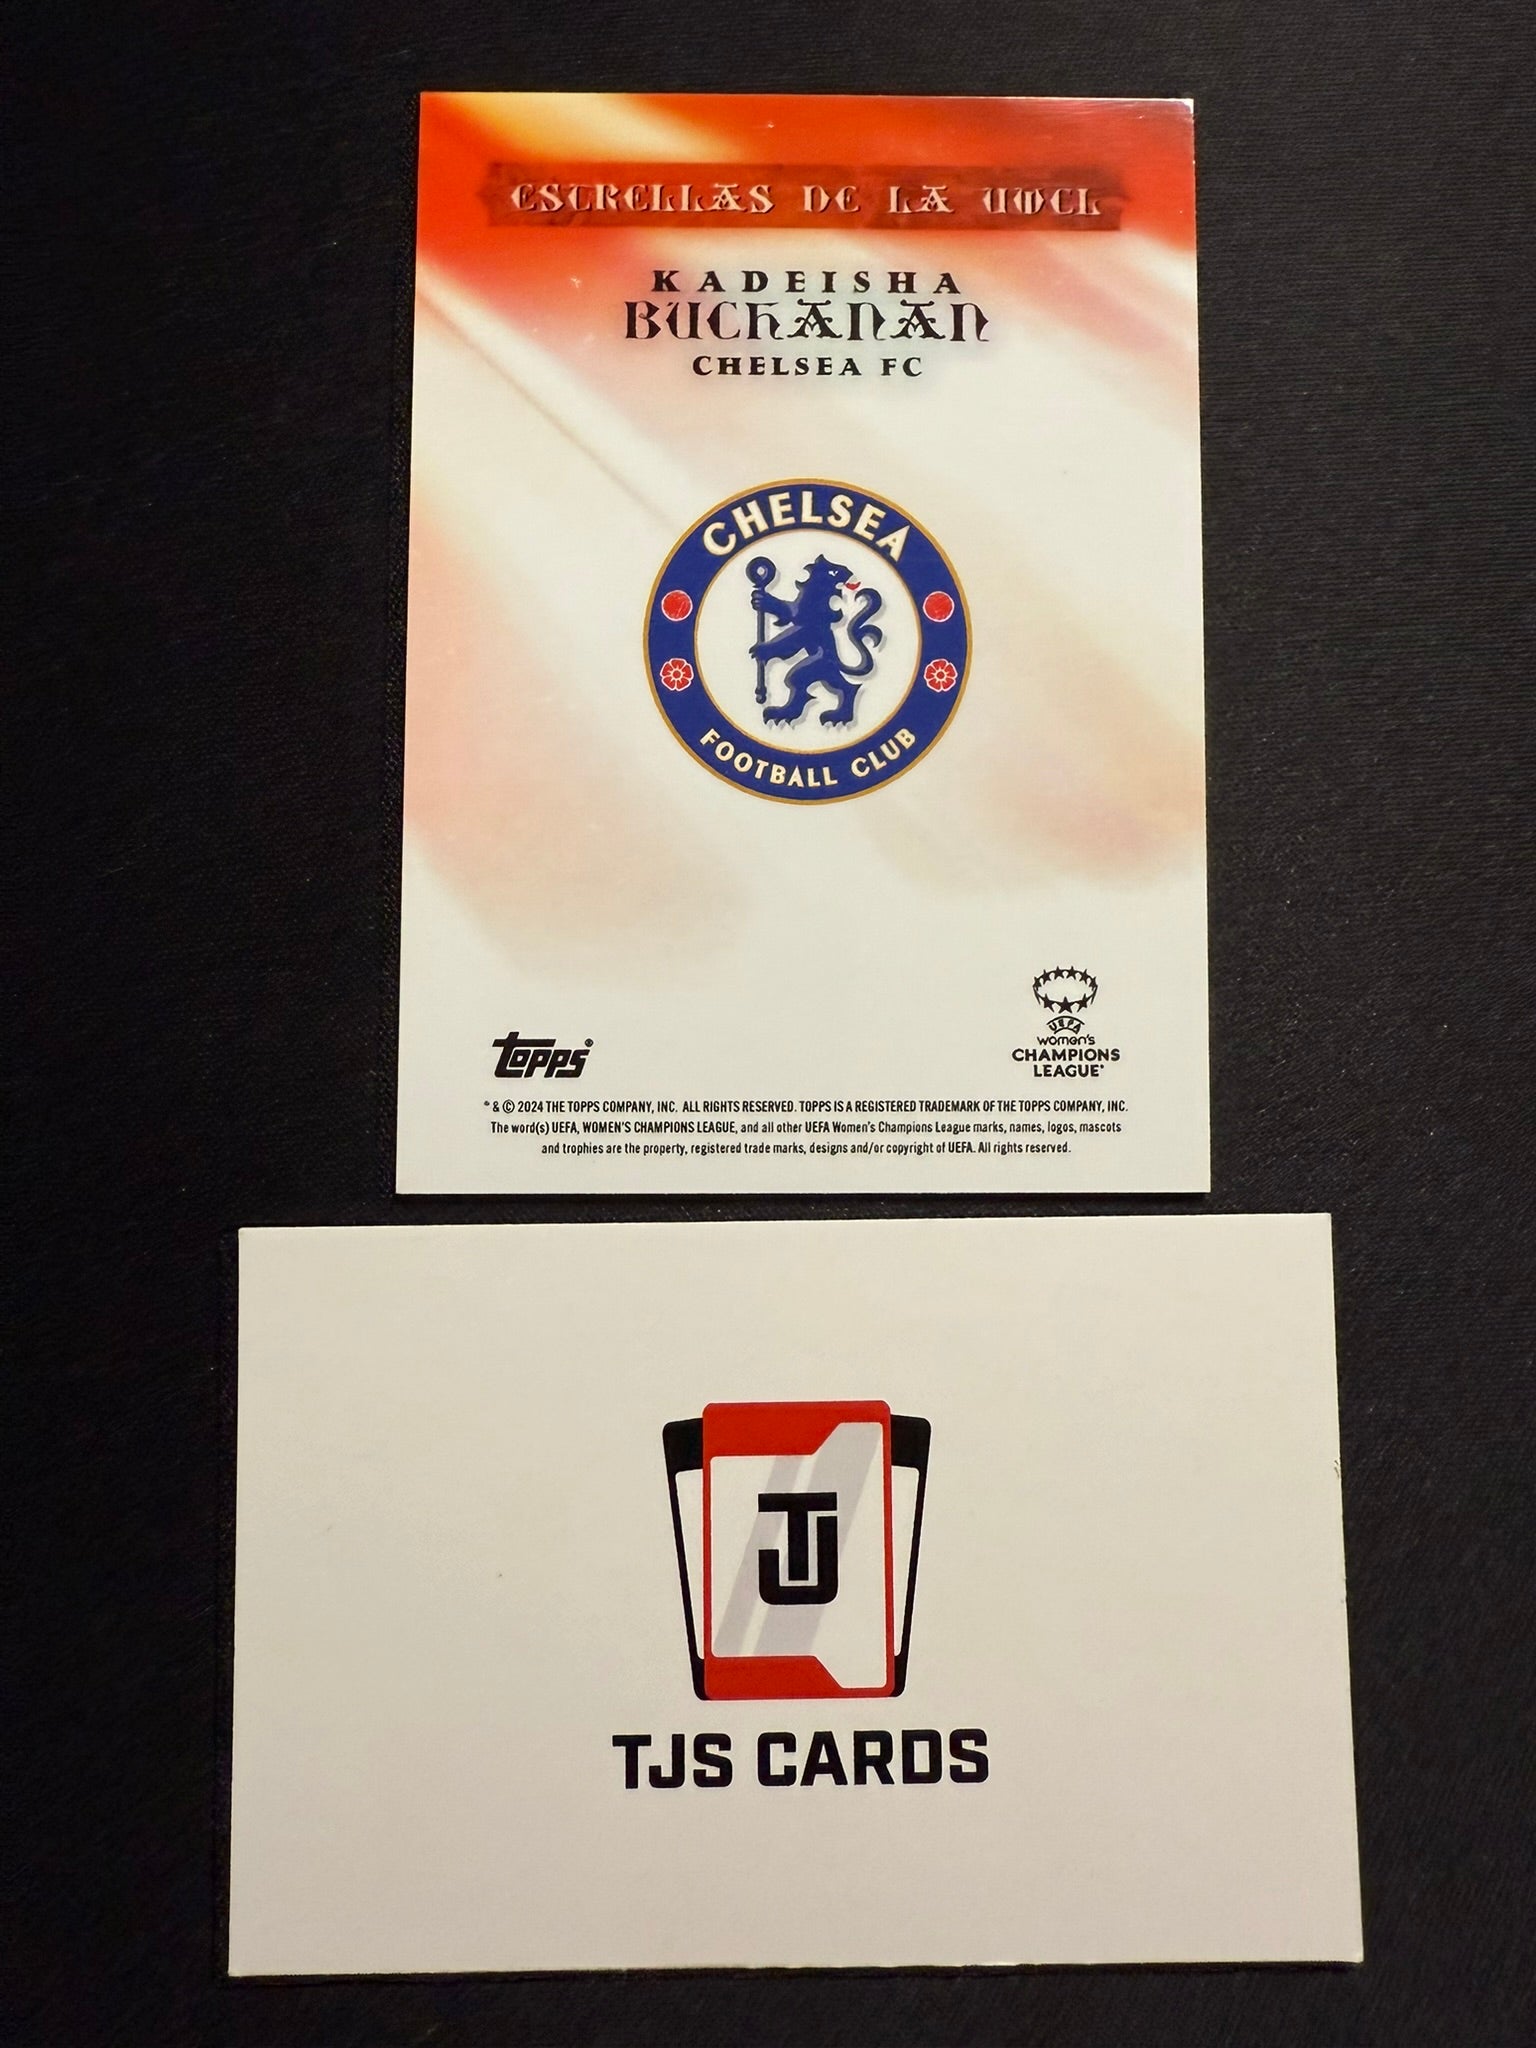 ESTRELLAS DE LA UWCL
KADEISHA
BUCHANAN
CHELSEA FC
CHELSEA
FOOTBALL CLUB
topps®
UEFA
women's
CHAMPIONS
LEAGUE®
® & © 2024 THE TOPPS COMPANY, INC. ALL RIGHTS RESERVED. TOPPS IS A REGISTERED TRADEMARK OF THE TOPPS COMPANY, INC.
The word(s) UEFA, WOMEN'S CHAMPIONS LEAGUE, and all other UEFA Women's Champions League marks, names, logos, mascots
and trophies are the property, registered trade marks, designs and/or copyright of UEFA. All rights reserved.
TJ
TJS CARDS